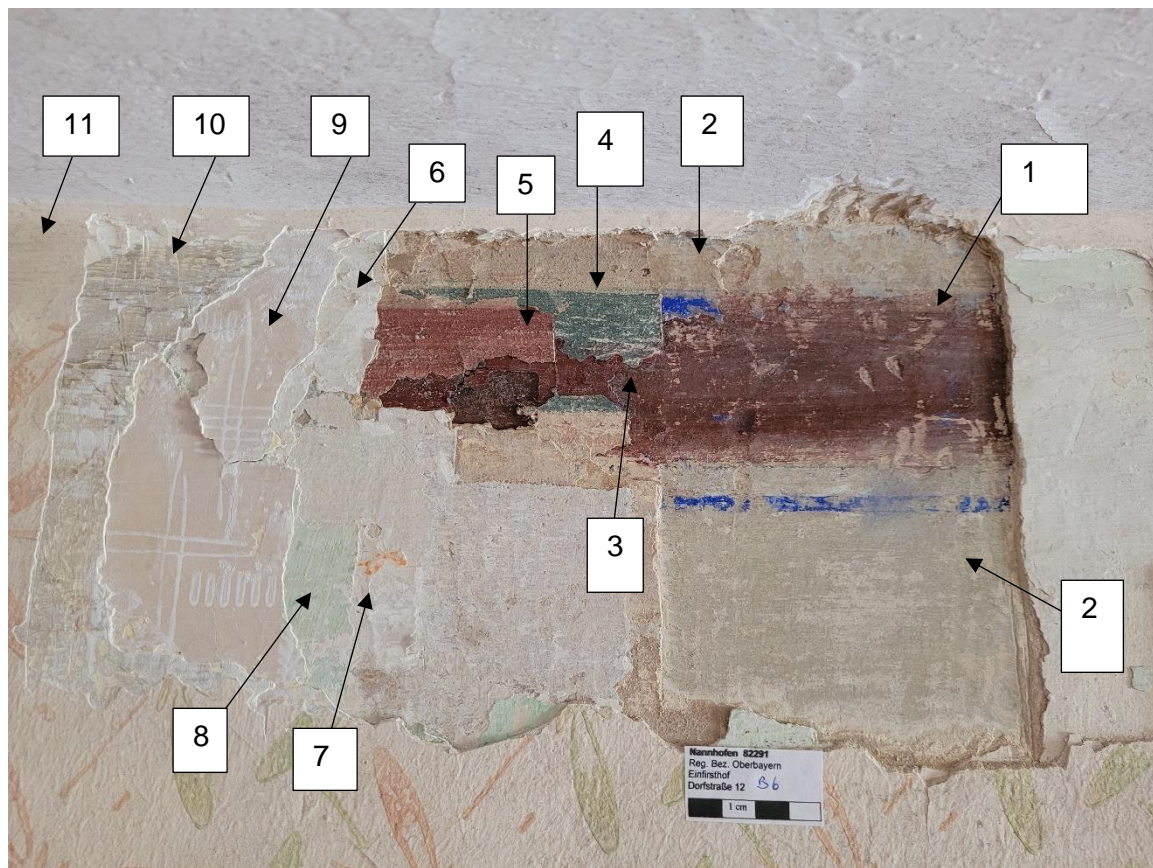 11
10
9
6
5
4
2
1
3
2
8
7
Nannhofen 82291
Reg. Bez. Oberbayern
Einfirsthof
Dorfstraße 12 B6
1 cm